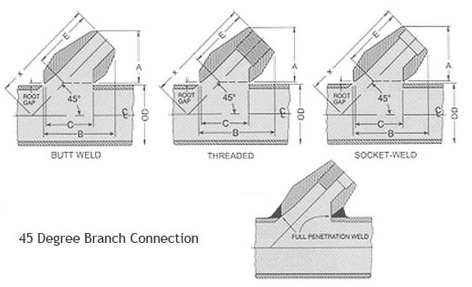 E
X
A
ROOT
GAP
45°
C
B
OD
BUTT WELD
E
X
A
ROOT
GAP
45°
C
B
OD
THREADED
E
X
A
ROOT
GAP
45°
C
B
OD
SOCKET-WELD
FULL PENETRATION WELD
45 Degree Branch Connection